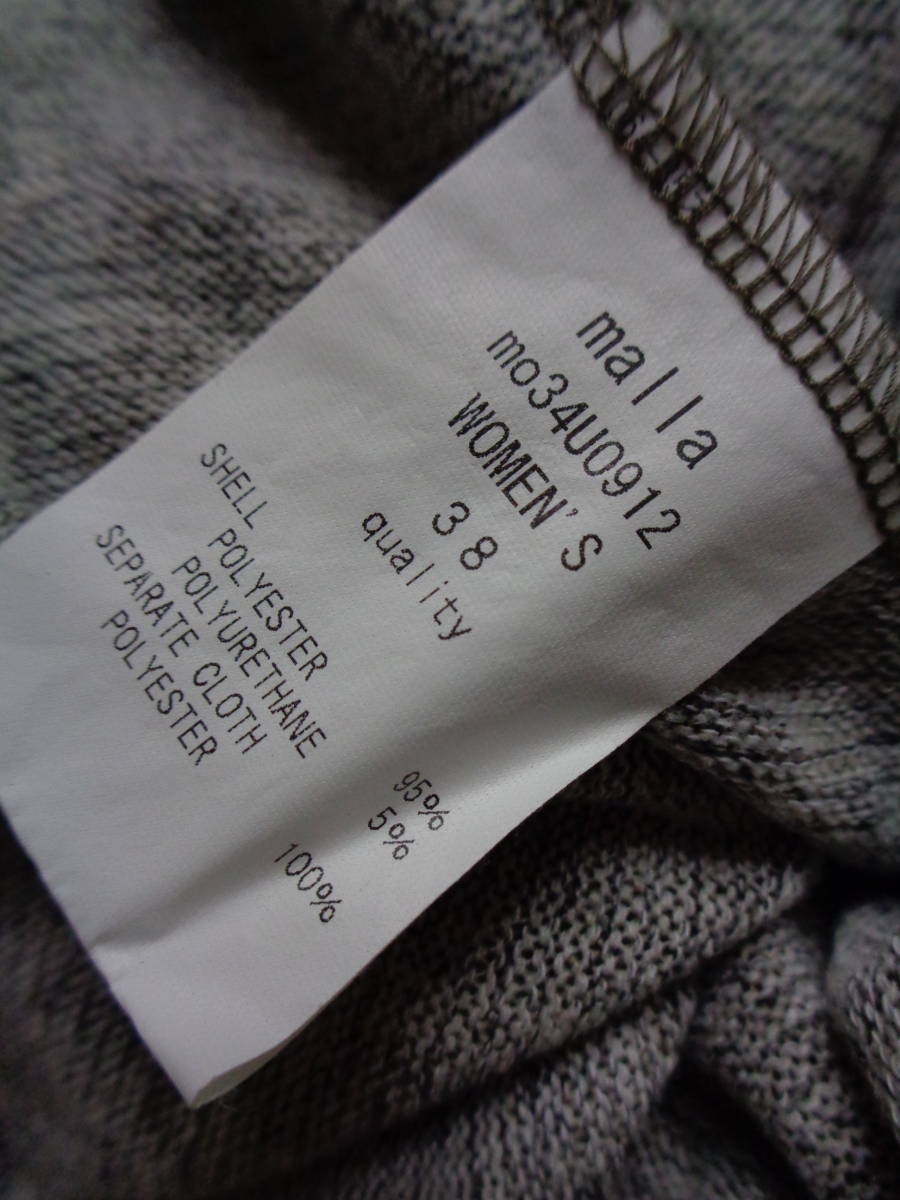 malla
mo34U0912
WOMEN'S
38
quality
SHELL
POLYESTER 95%
POLYURETHANE 5%
SEPARATE CLOTH
POLYESTER 100%